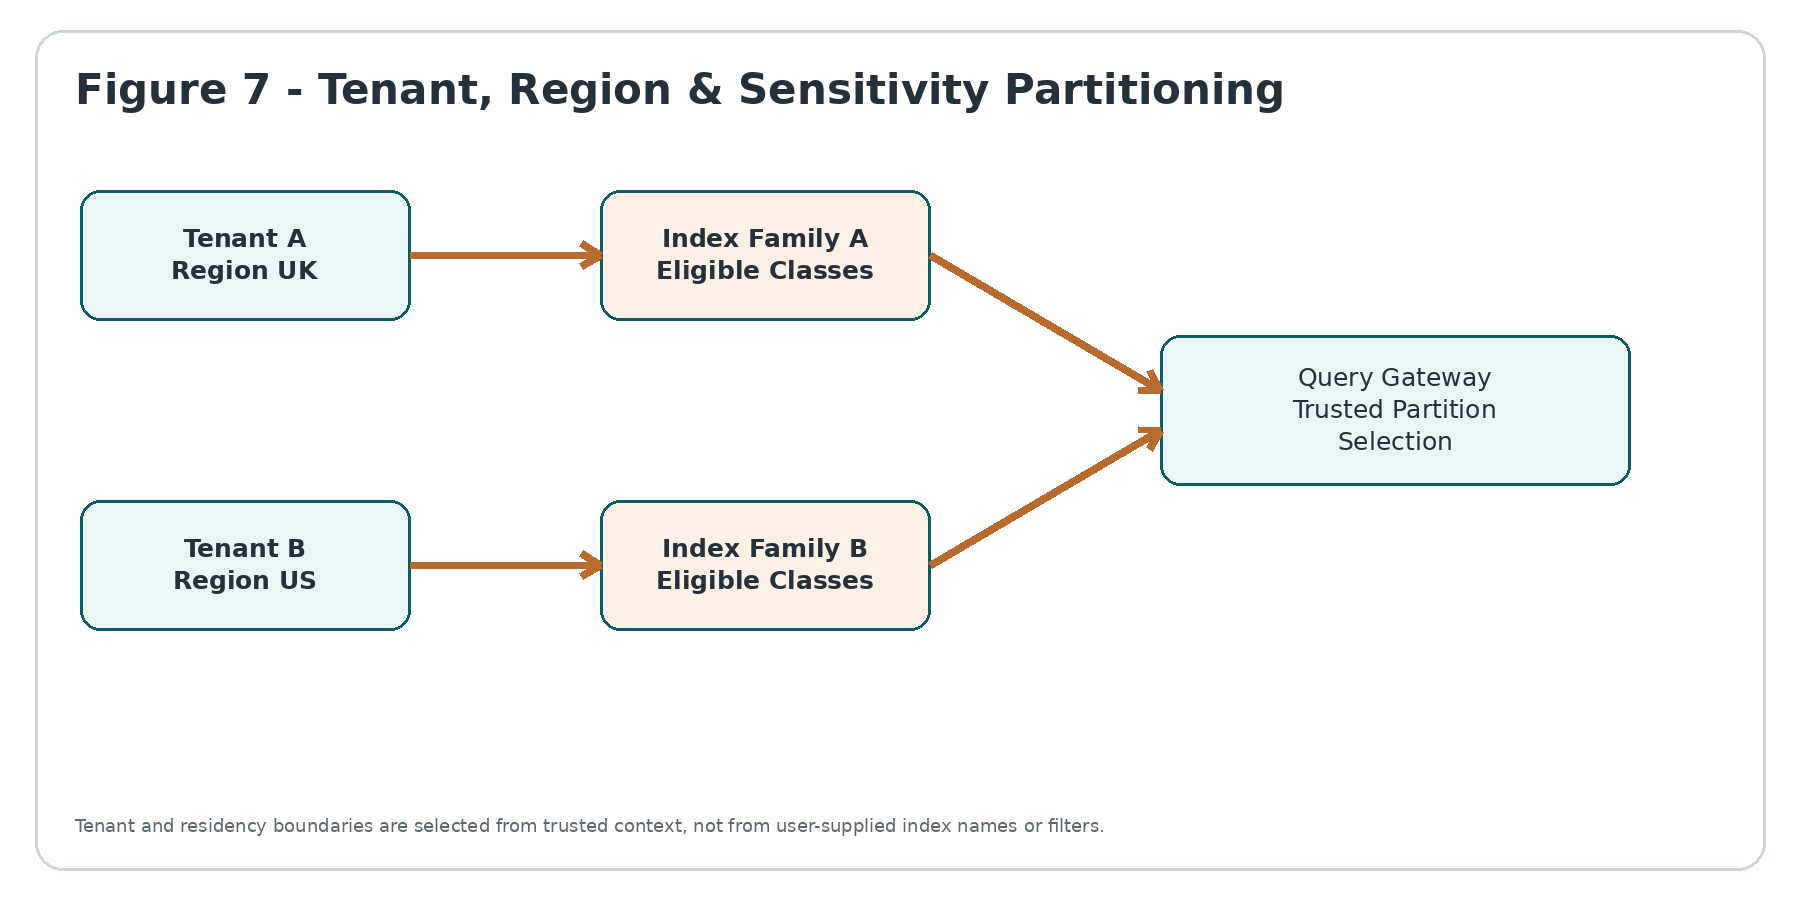 Figure 7 - Tenant, Region & Sensitivity Partitioning
Tenant A
Region UK
Index Family A
Eligible Classes
Query Gateway
Trusted Partition
Selection
Tenant B
Region US
Index Family B
Eligible Classes
Tenant and residency boundaries are selected from trusted context, not from user-supplied index names or filters.